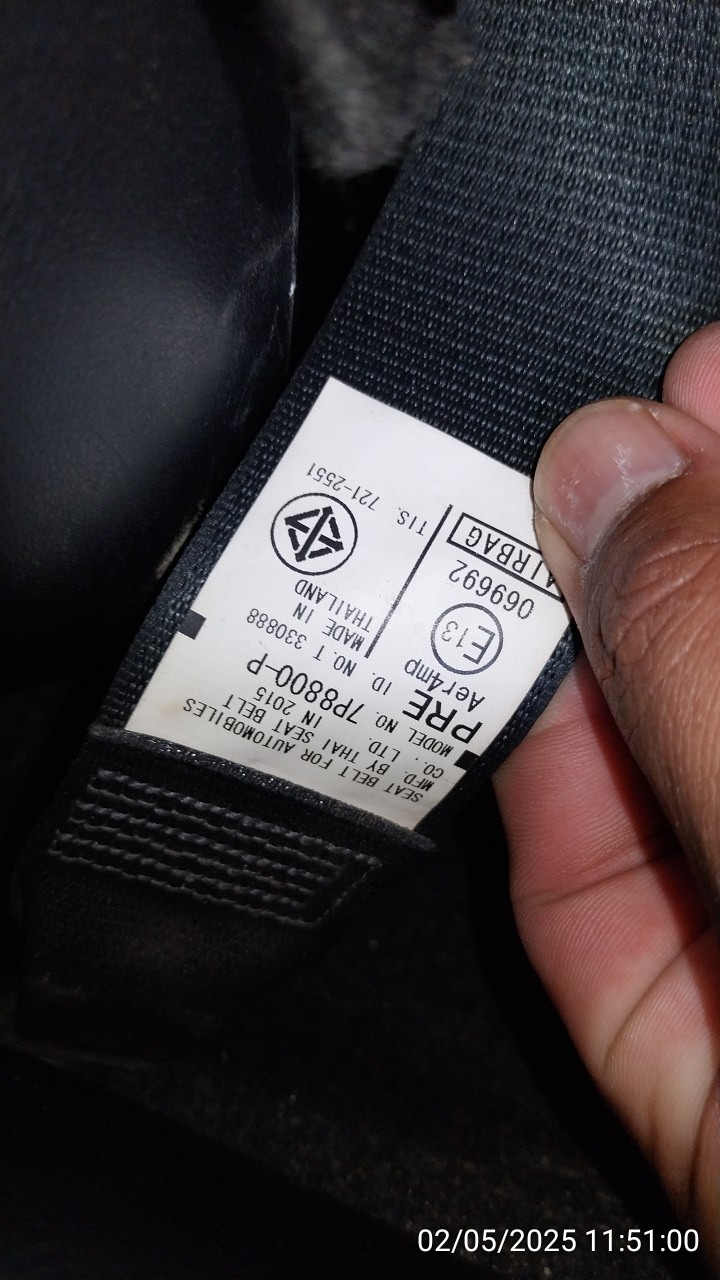 SEAT BELT FOR AUTOMOBILES
MFD. BY THAI SEAT BELT
CO., LTD. IN 2015
MODEL NO. 7P8800-P
PRE ID. NO. T 330888
Aer4mp
E13
069692
AIRBAG
MADE IN
THAILAND
TIS. 721-2551
02/05/2025 11:51:00